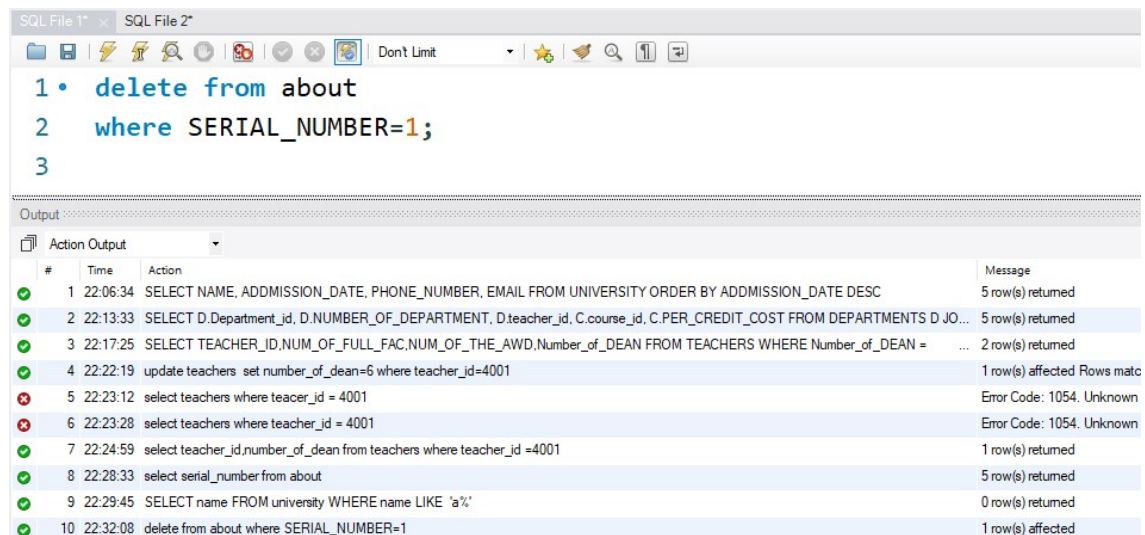 SQL File 1* × SQL File 2*
Don't Limit
1 delete from about
2 where SERIAL_NUMBER=1;
3
Output
Action Output
# Time Action Message
1 22:06:34 SELECT NAME, ADDMISSION_DATE, PHONE_NUMBER, EMAIL FROM UNIVERSITY ORDER BY ADDMISSION_DATE DESC 5 row(s) returned
2 22:13:33 SELECT D.Department_id, D.NUMBER_OF_DEPARTMENT, D.teacher_id, C.course_id, C.PER_CREDIT_COST FROM DEPARTMENTS D JO... 5 row(s) returned
3 22:17:25 SELECT TEACHER_ID,NUM_OF_FULL_FAC,NUM_OF_THE_AWD,Number_of_DEAN FROM TEACHERS WHERE Number_of_DEAN = ... 2 row(s) returned
4 22:22:19 update teachers set number_of_dean=6 where teacher_id=4001 1 row(s) affected Rows matc
5 22:23:12 select teachers where teacer_id = 4001 Error Code: 1054. Unknown
6 22:23:28 select teachers where teacher_id = 4001 Error Code: 1054. Unknown
7 22:24:59 select teacher_id,number_of_dean from teachers where teacher_id =4001 1 row(s) returned
8 22:28:33 select serial_number from about 5 row(s) returned
9 22:29:45 SELECT name FROM university WHERE name LIKE 'a%' 0 row(s) returned
10 22:32:08 delete from about where SERIAL_NUMBER=1 1 row(s) affected